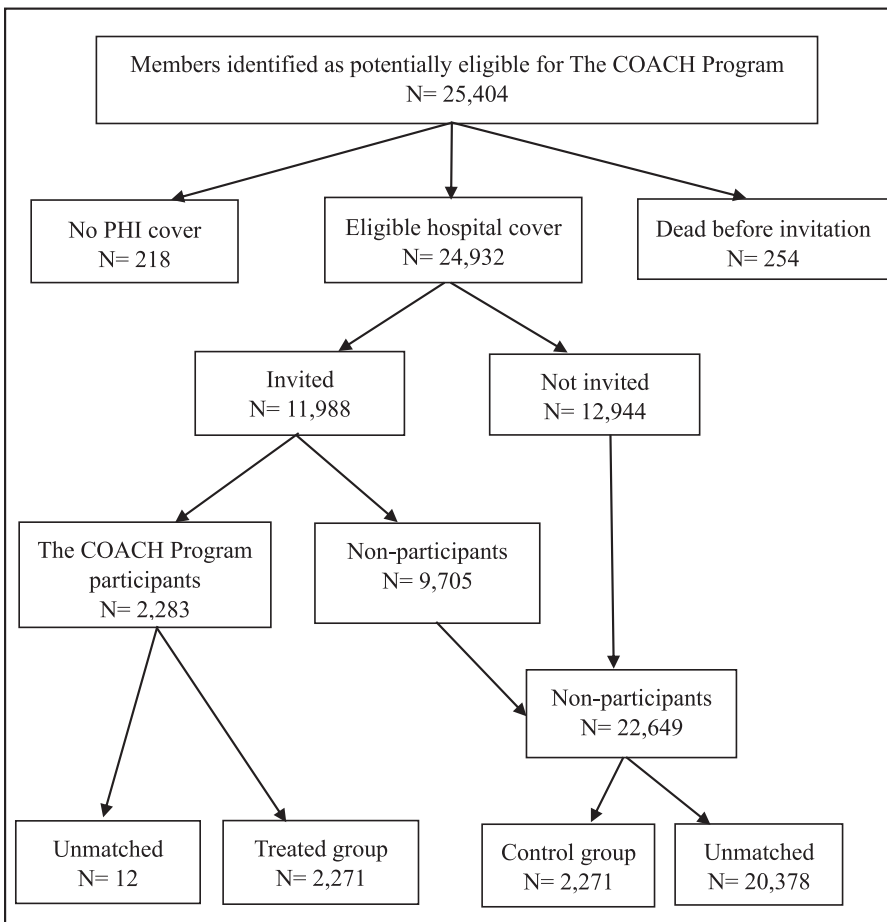 Members identified as potentially eligible for The COACH Program
N= 25,404
No PHI cover
N= 218
Eligible hospital cover
N= 24,932
Dead before invitation
N= 254
Invited
N= 11,988
Not invited
N= 12,944
The COACH Program
participants
N= 2,283
Non-participants
N= 9,705
Non-participants
N= 22,649
Unmatched
N= 12
Treated group
N= 2,271
Control group
N= 2,271
Unmatched
N= 20,378